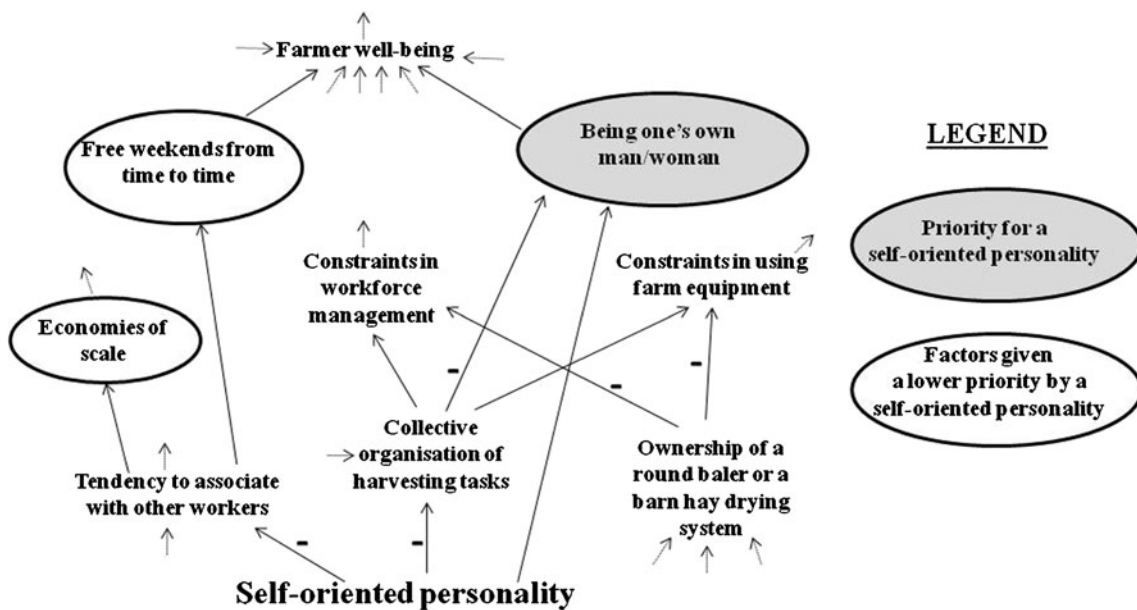 Farmer well-being
Free weekends from
time to time
Being one's own
man/woman
Constraints in
workforce
management
Constraints in using
farm equipment
Economies of
scale
-
-
-
Collective
organisation of
harvesting tasks
Ownership of a
round baler or a
barn hay drying
system
Tendency to associate
with other workers
-
-
Self-oriented personality
LEGEND
Priority for a
self-oriented personality
Factors given
a lower priority by a
self-oriented personality